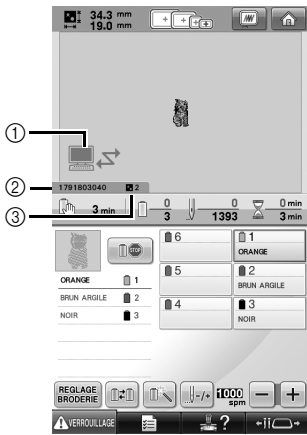 34.3 mm
19.0 mm
1
2
1791803040 2
3
3 min
0
3
0
1393
0 min
3 min
STOP
ORANGE 1
BRUN ARGILE 2
NOIR 3
6
1
ORANGE
5
2
BRUN ARGILE
4
3
NOIR
REGLAGE
BRODERIE
-/+
1000
spm
- +
VERROUILLAGE
?